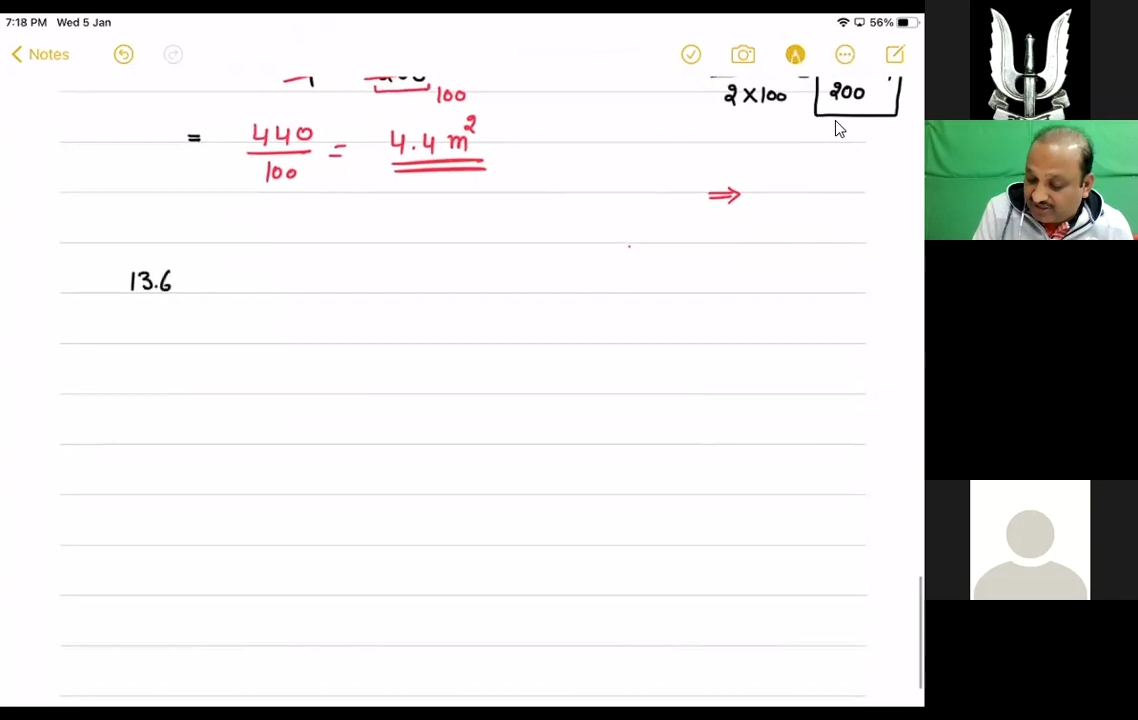 7:18 PM Wed 5 Jan
56%
Notes
100
2 × 100
200
= 440/100 = 4.4 m²
⇒
13.6